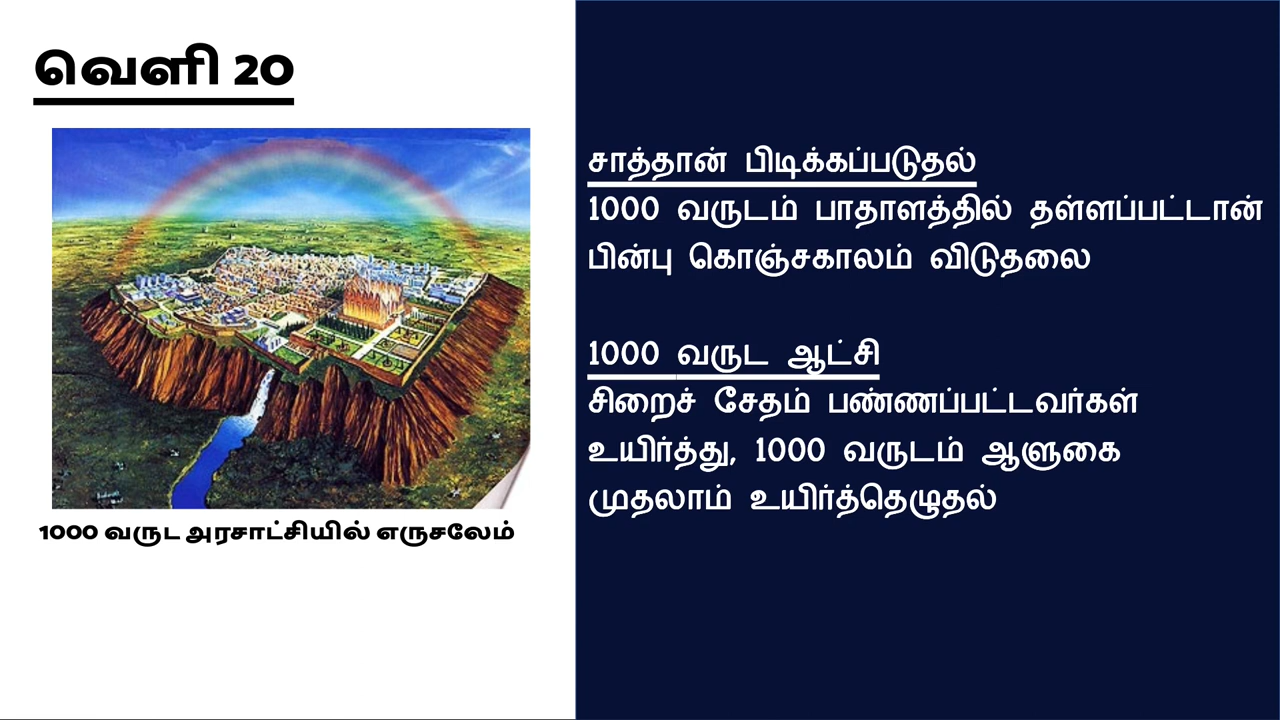 வெளி 20
1000 வருட அரசாட்சியில் எருசலேம்
சாத்தான் பிடிக்கப்படுதல்
1000 வருடம் பாதாளத்தில் தள்ளப்பட்டான்
பின்பு கொஞ்சகாலம் விடுதலை
1000 வருட ஆட்சி
சிறைச் சேதம் பண்ணப்பட்டவர்கள்
உயிர்த்து, 1000 வருடம் ஆளுகை
முதலாம் உயிர்த்தெழுதல்